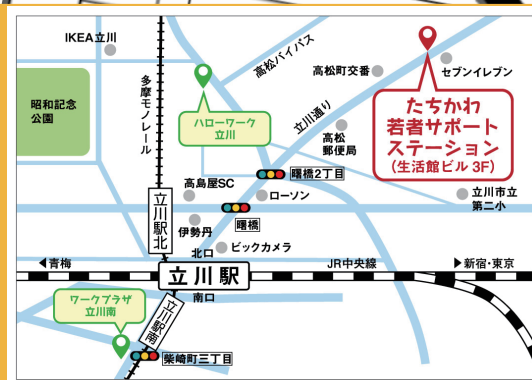 IKEA立川
昭和記念
公園
多摩モノレール
高松バイパス
ハローワーク
立川
立川通り
高松町交番
セブンイレブン
たちかわ
若者サポート
ステーション
(生活館ビル 3F)
高松
郵便局
曙橋2丁目
高島屋SC
ローソン
立川市立
第二小
立川駅北
伊勢丹
曙橋
北口
ビックカメラ
青梅
立川駅
JR中央線
新宿・東京
ワークプラザ
立川南
南口
立川駅南
柴崎町三丁目